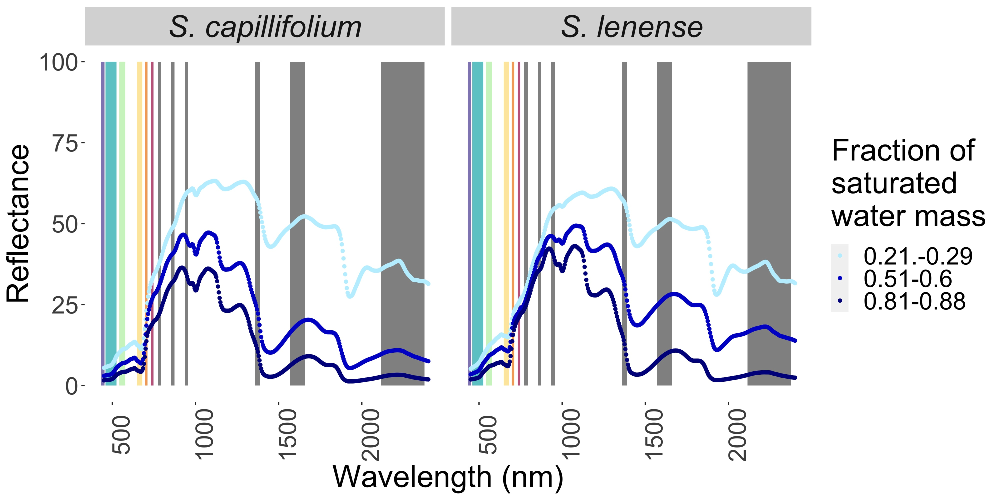 S. capillifolium
S. lenense
100
75
50
25
0
Reflectance
500
1000
1500
2000
500
1000
1500
2000
Wavelength (nm)
Fraction of
saturated
water mass
0.21.-0.29
0.51-0.6
0.81-0.88